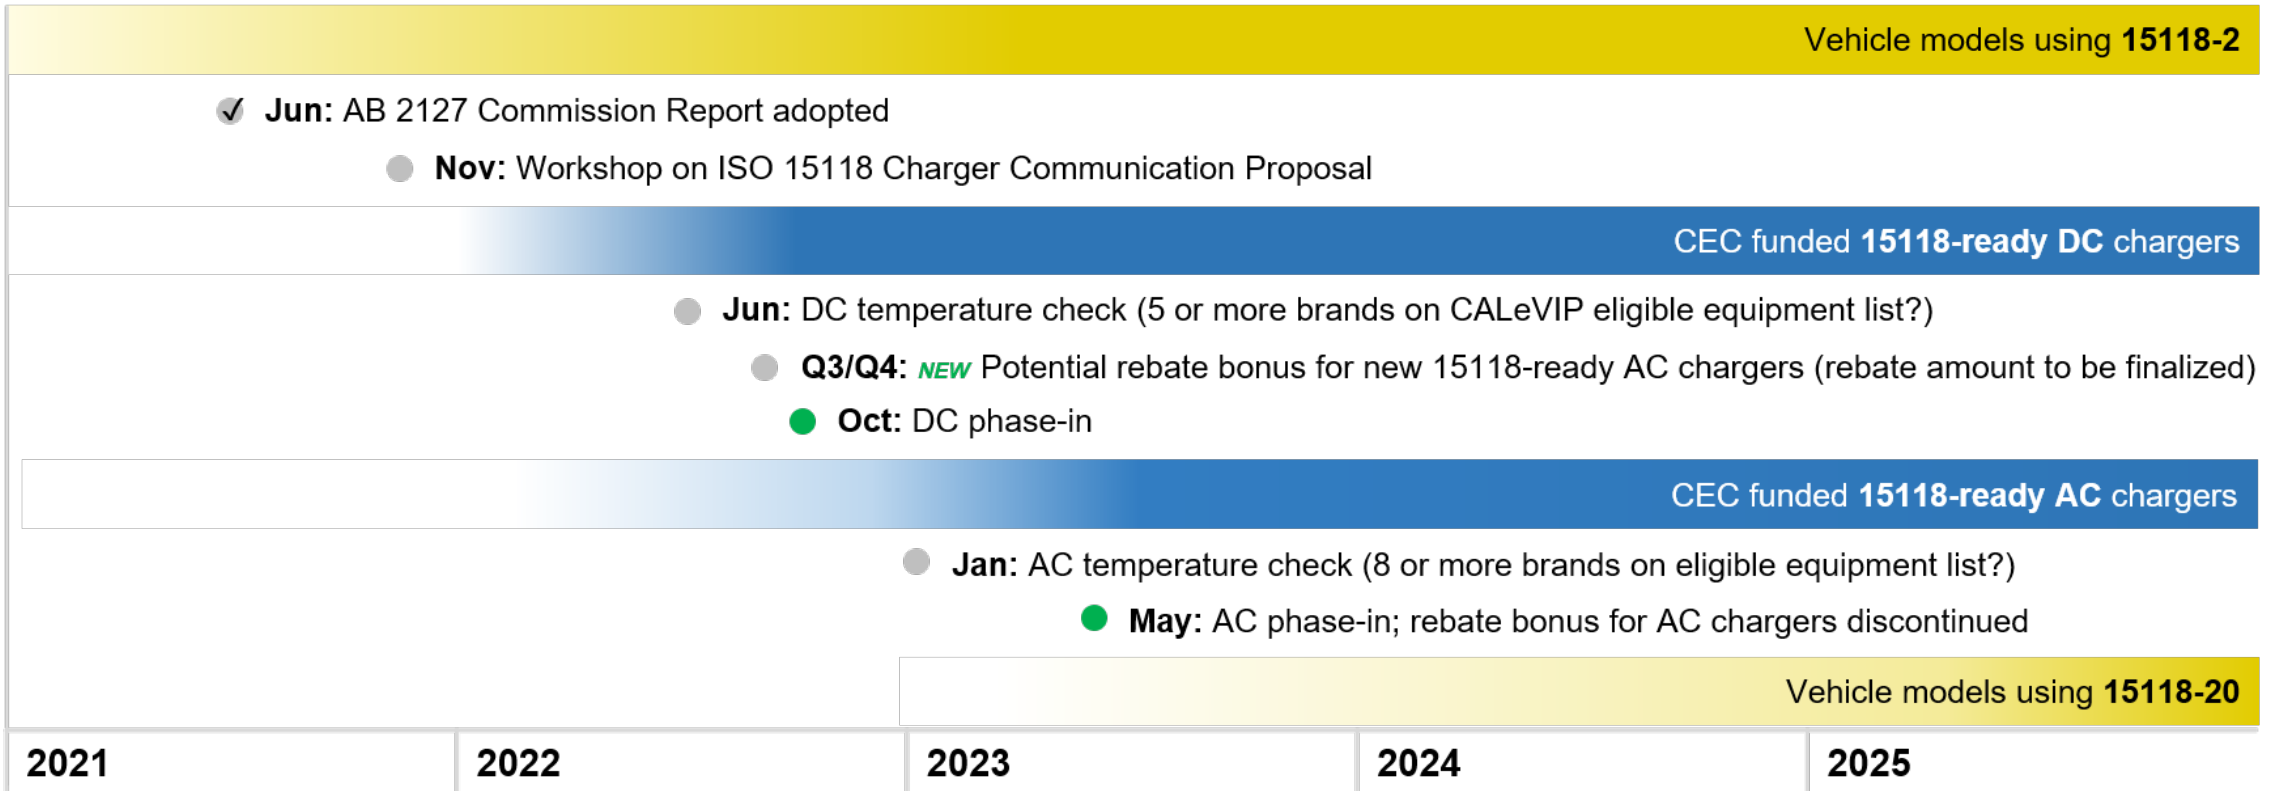 Vehicle models using 15118-2
Jun: AB 2127 Commission Report adopted
Nov: Workshop on ISO 15118 Charger Communication Proposal
CEC funded 15118-ready DC chargers
Jun: DC temperature check (5 or more brands on CALeVIP eligible equipment list?)
Q3/Q4: NEW Potential rebate bonus for new 15118-ready AC chargers (rebate amount to be finalized)
Oct: DC phase-in
CEC funded 15118-ready AC chargers
Jan: AC temperature check (8 or more brands on eligible equipment list?)
May: AC phase-in; rebate bonus for AC chargers discontinued
Vehicle models using 15118-20
2021 2022 2023 2024 2025